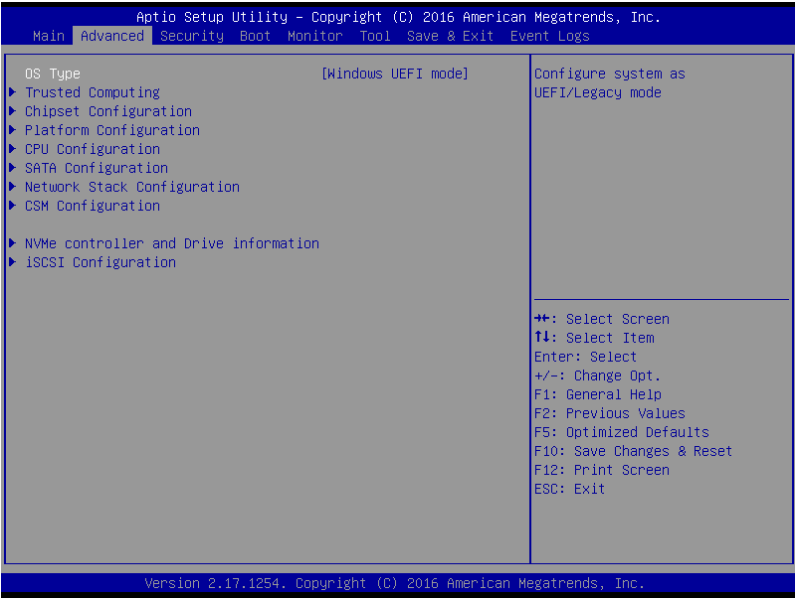 Aptio Setup Utility – Copyright (C) 2016 American Megatrends, Inc.
Main Advanced Security Boot Monitor Tool Save & Exit Event Logs
OS Type [Windows UEFI mode]
Trusted Computing
Chipset Configuration
Platform Configuration
CPU Configuration
SATA Configuration
Network Stack Configuration
CSM Configuration
NVMe controller and Drive information
iSCSI Configuration
Configure system as
UEFI/Legacy mode
→←: Select Screen
↑↓: Select Item
Enter: Select
+/-: Change Opt.
F1: General Help
F2: Previous Values
F5: Optimized Defaults
F10: Save Changes & Reset
F12: Print Screen
ESC: Exit
Version 2.17.1254. Copyright (C) 2016 American Megatrends, Inc.